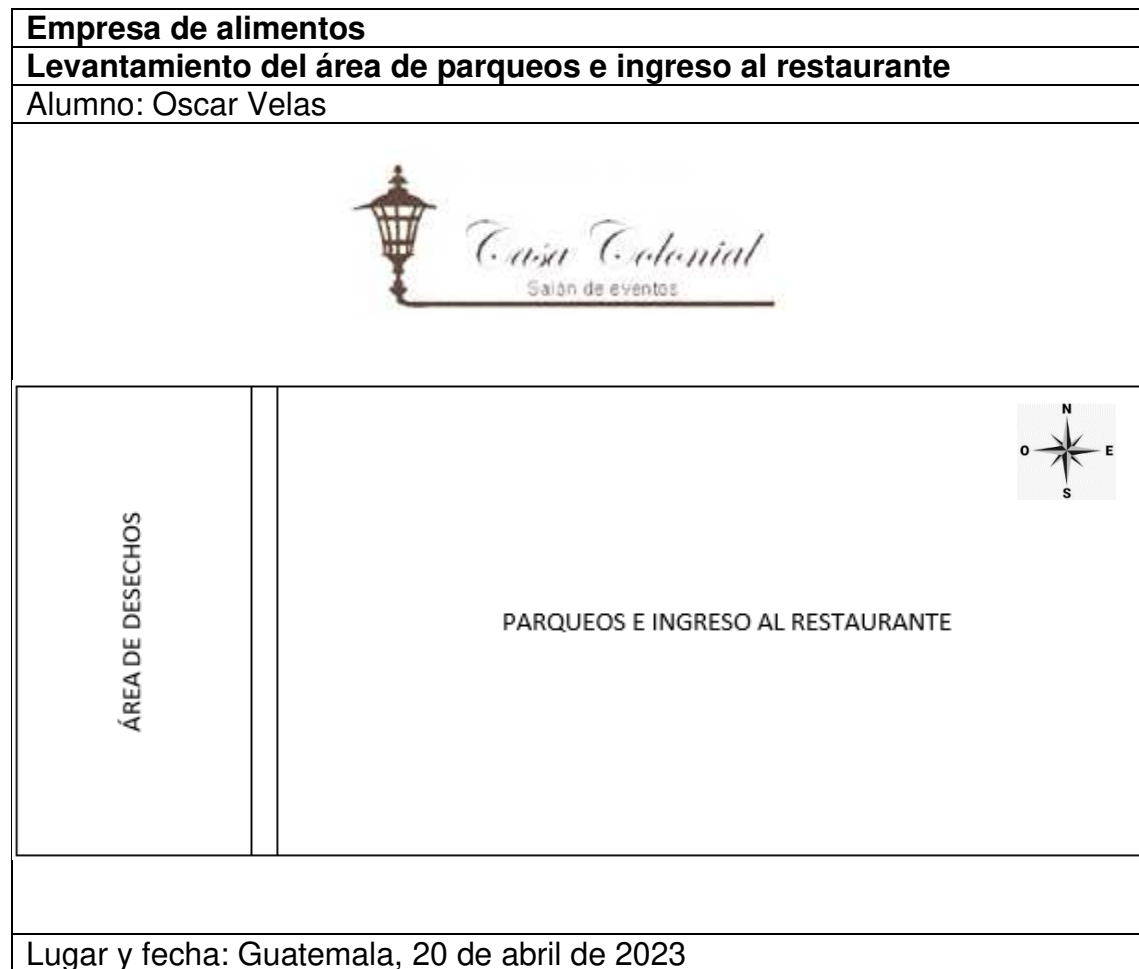 Empresa de alimentos
Levantamiento del área de parqueos e ingreso al restaurante
Alumno: Oscar Velas
Casa Colonial
Salón de eventos
N
O E
S
ÁREA DE DESECHOS
PARQUEOS E INGRESO AL RESTAURANTE
Lugar y fecha: Guatemala, 20 de abril de 2023